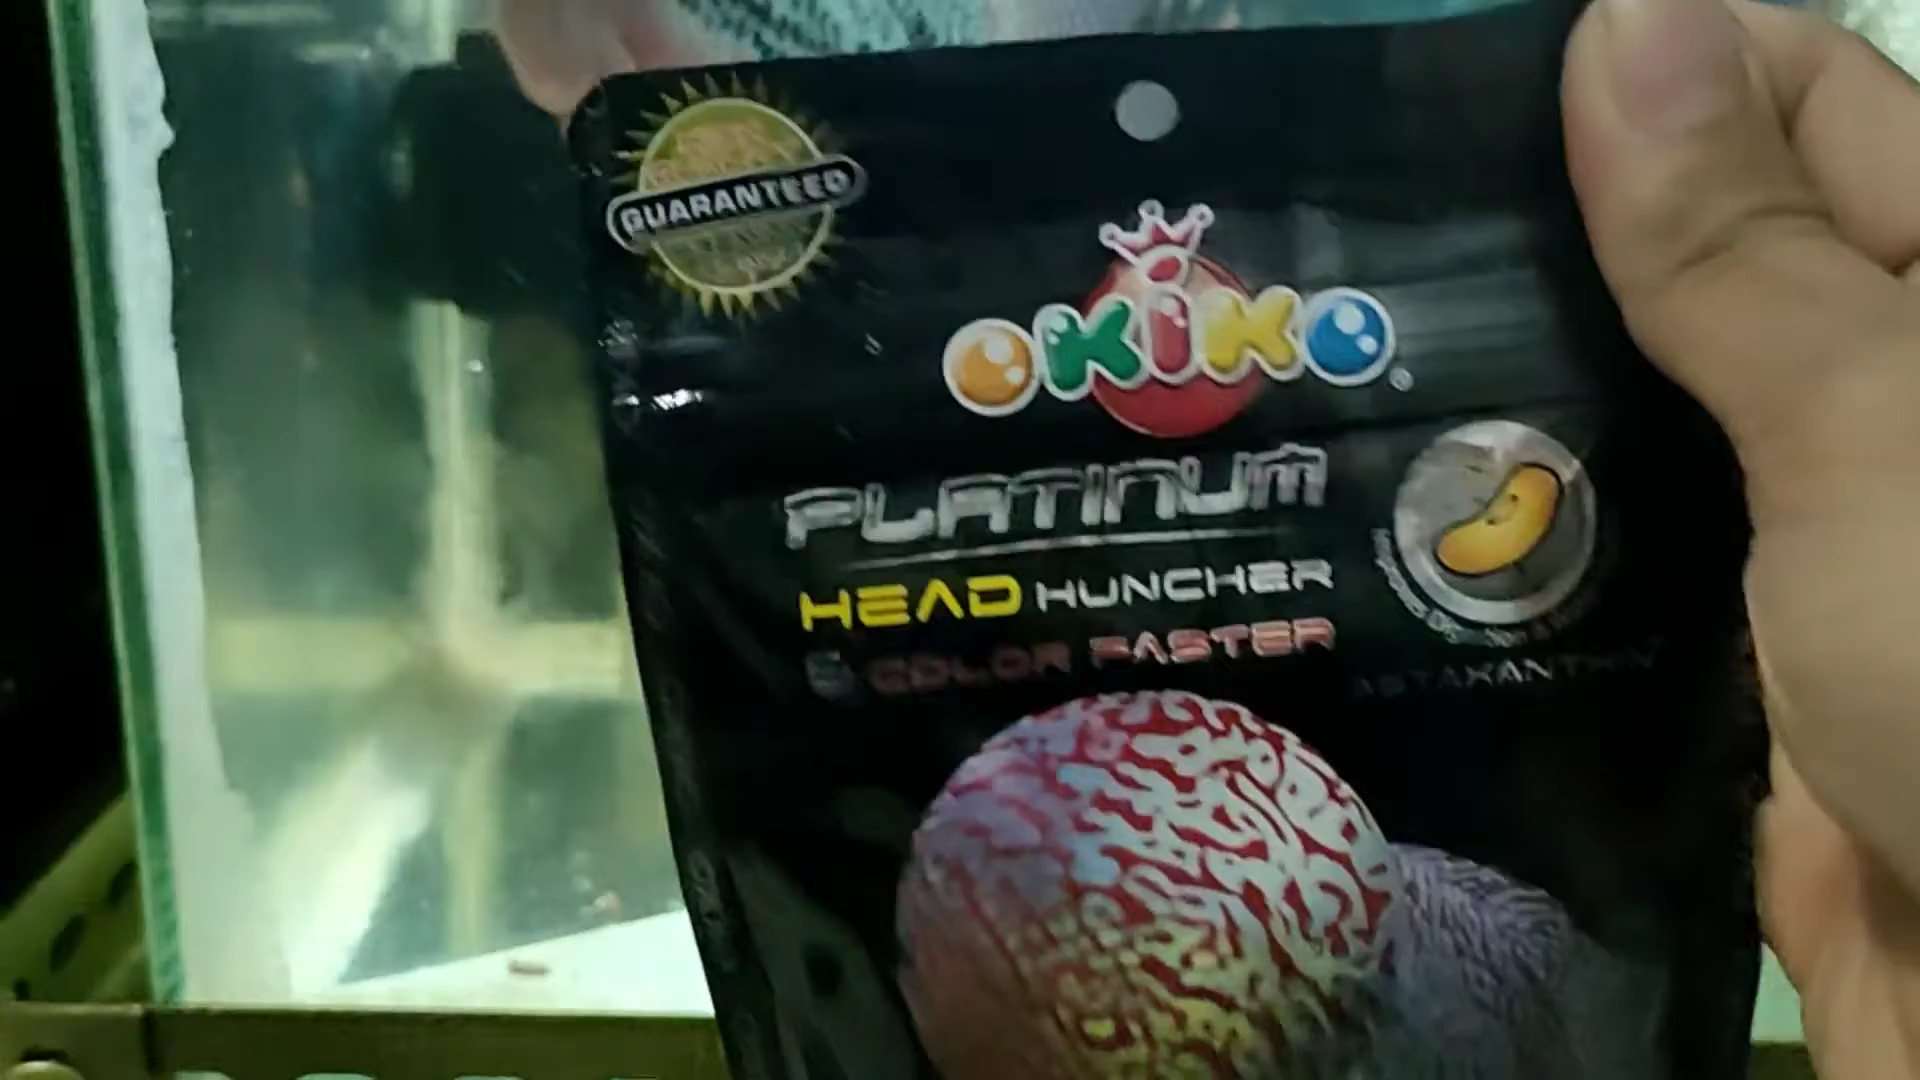 GUARANTEED
OKIKO
PLATINUM
HEAD HUNCHER
& COLOR FASTER
ASTAXANTHIN